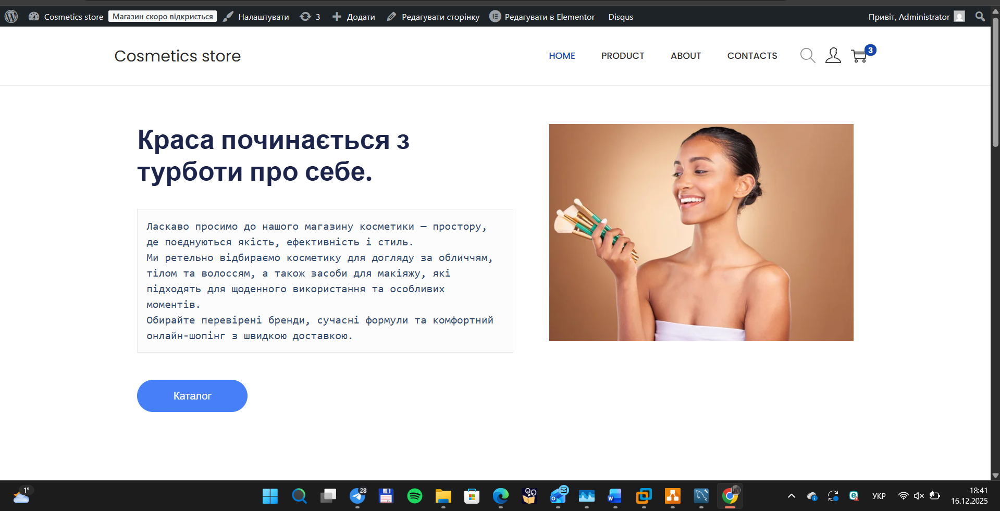 Cosmetics store Магазин скоро відкриється Налаштувати 3 Додати Редагувати сторінку Редагувати в Elementor Disqus Привіт, Administrator
Cosmetics store HOME PRODUCT ABOUT CONTACTS 3
Краса починається з
турботи про себе.
Ласкаво просимо до нашого магазину косметики — простору,
де поєднуються якість, ефективність і стиль.
Ми ретельно відбираємо косметику для догляду за обличчям,
тілом та волоссям, а також засоби для макіяжу, які
підходять для щоденного використання та особливих
моментів.
Обирайте перевірені бренди, сучасні формули та комфортний
онлайн-шопінг з швидкою доставкою.
Каталог
1°
28
УКР
18:41
16.12.2025